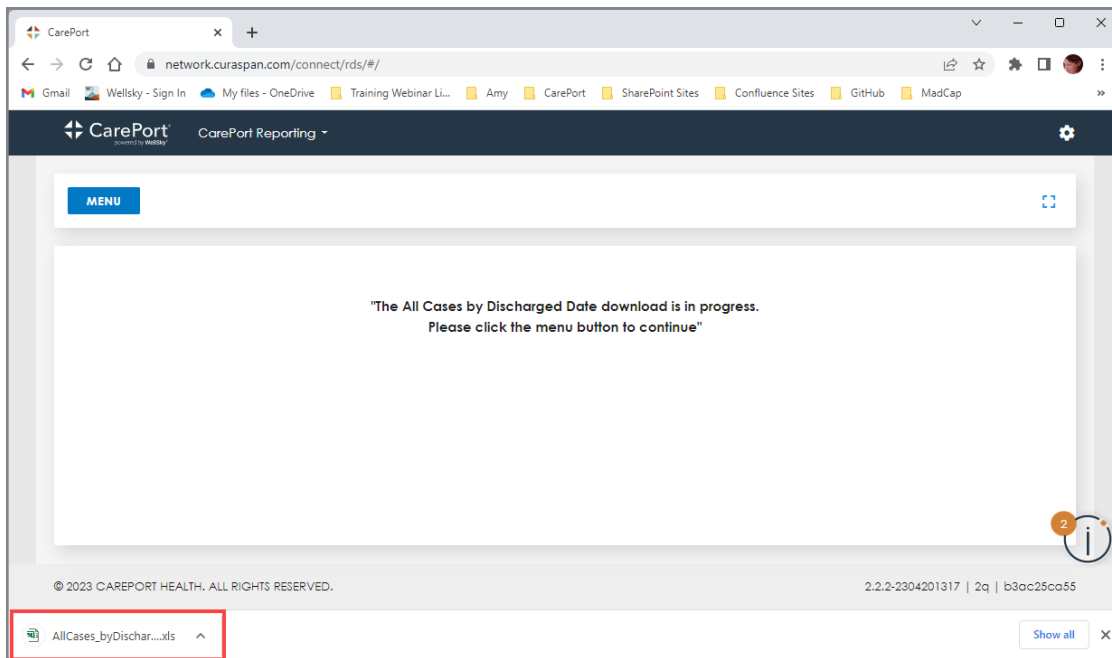 CarePort
network.curaspan.com/connect/rds/#/
Gmail Wellsky - Sign In My files - OneDrive Training Webinar Li... Amy CarePort SharePoint Sites Confluence Sites GitHub MadCap »
CarePort CarePort Reporting
powered by WellSky
MENU
"The All Cases by Discharged Date download is in progress.
Please click the menu button to continue"
2
i
© 2023 CAREPORT HEALTH. ALL RIGHTS RESERVED. 2.2.2-2304201317 | 2q | b3ac25ca55
AllCases_byDischar....xls Show all